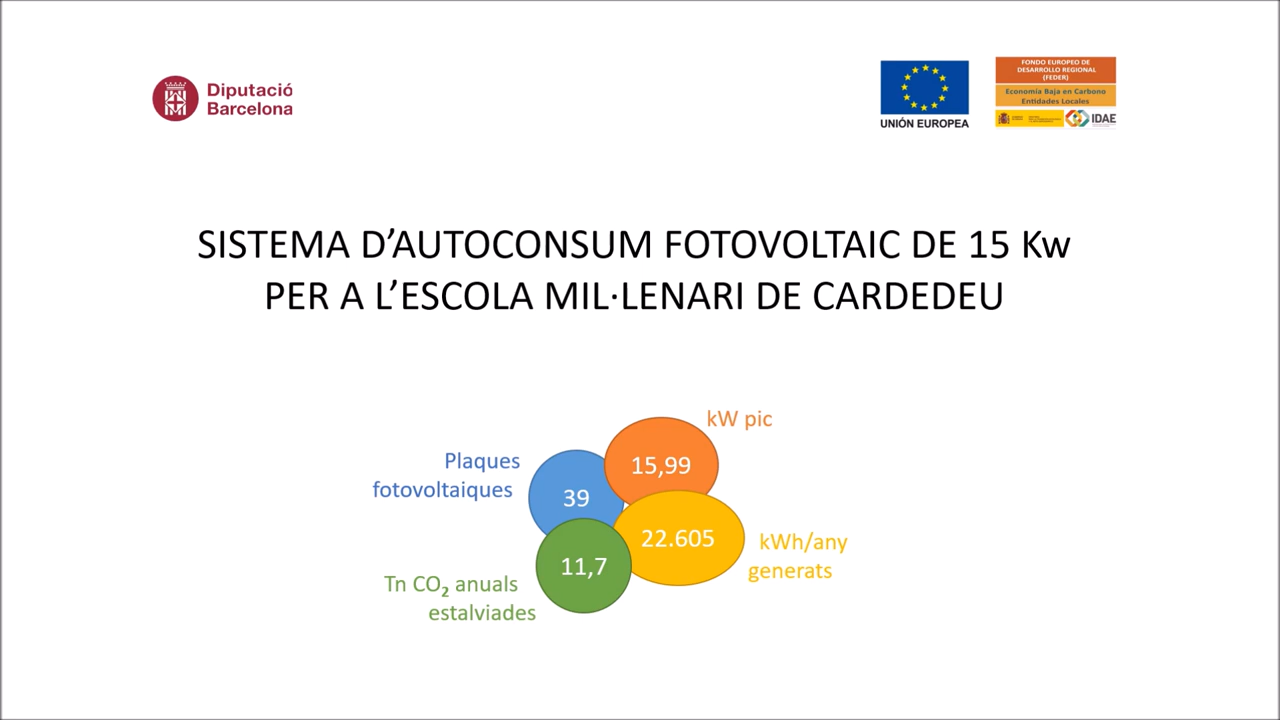 Diputació
Barcelona
UNIÓN EUROPEA
FONDO EUROPEO DE
DESARROLLO REGIONAL
(FEDER)
Economía Baja en Carbono
Entidades Locales
IDAE
SISTEMA D’AUTOCONSUM FOTOVOLTAIC DE 15 Kw
PER A L’ESCOLA MIL·LENARI DE CARDEDEU
kW pic
15,99
Plaques
fotovoltaiques
39
22.605
kWh/any
generats
11,7
Tn CO₂ anuals
estalviades